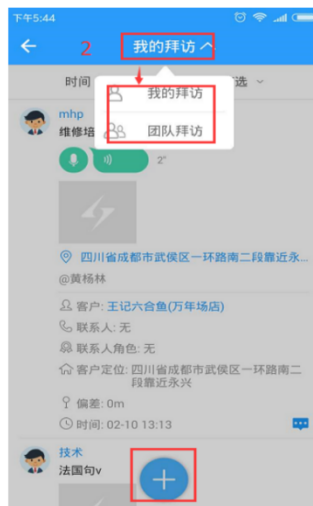 下午5:44
2 我的拜访
时间 选
我的拜访
团队拜访
mhp
维修培
2"
四川省成都市武侯区一环路南二段靠近永...
@黄杨林
客户: 王记六合鱼(万年场店)
联系人: 无
联系人角色: 无
客户定位: 四川省成都市武侯区一环路南二
段靠近永兴
偏差: 0m
时间: 02-10 13:13
技术
法国句v